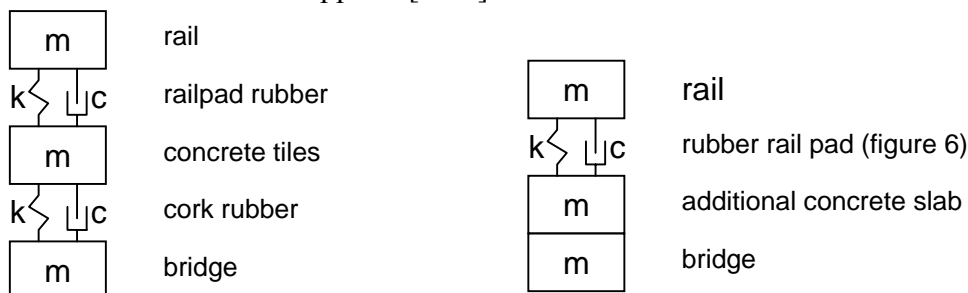 m rail
k c railpad rubber
m concrete tiles
k c cork rubber
m bridge
m rail
k c rubber rail pad (figure 6)
m additional concrete slab
m bridge